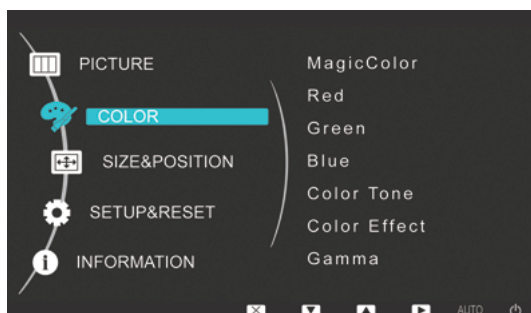 PICTURE
COLOR
SIZE&POSITION
SETUP&RESET
INFORMATION
MagicColor
Red
Green
Blue
Color Tone
Color Effect
Gamma
AUTO